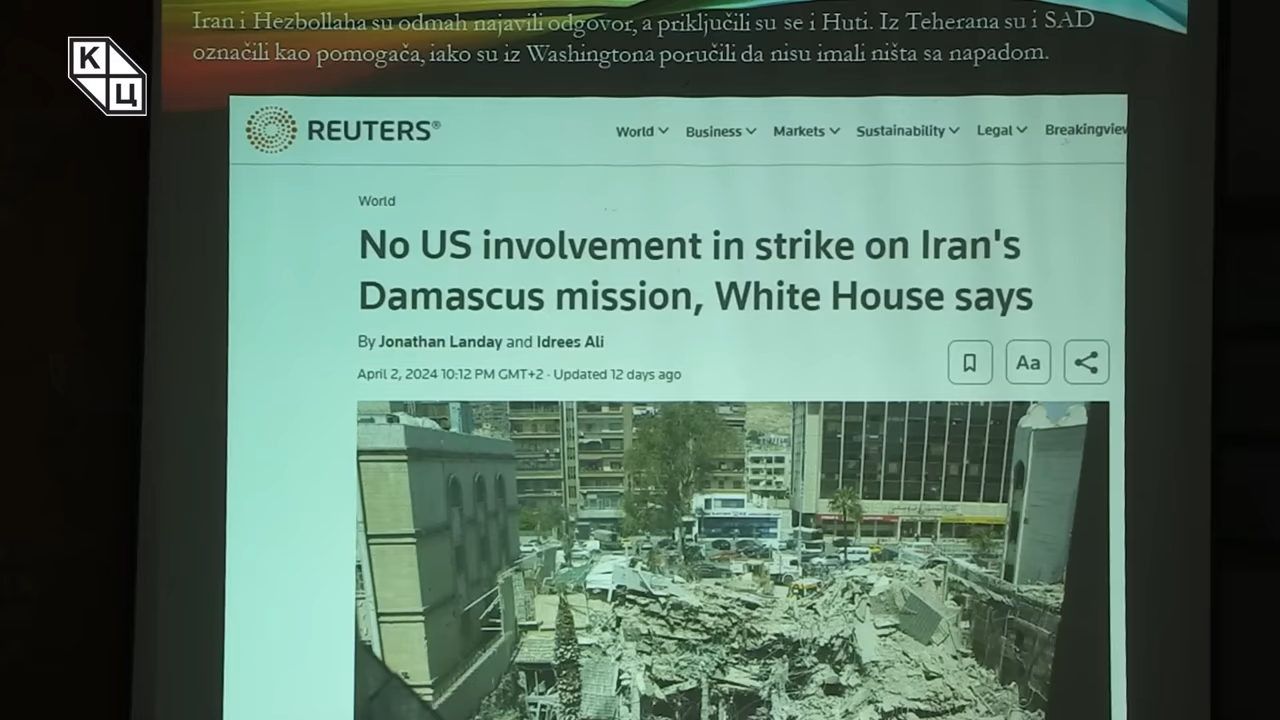 Iran i Hezbollaha su odmah najavili odgovor, a priključili su se i Huti. Iz Teherana su i SAD
označili kao pomogača, iako su iz Washingtona poručili da nisu imali ništa sa napadom.
К
Ц
REUTERS®
World Business Markets Sustainability Legal Breakingview
World
No US involvement in strike on Iran's
Damascus mission, White House says
By Jonathan Landay and Idrees Ali
April 2, 2024 10:12 PM GMT+2 · Updated 12 days ago
Aa